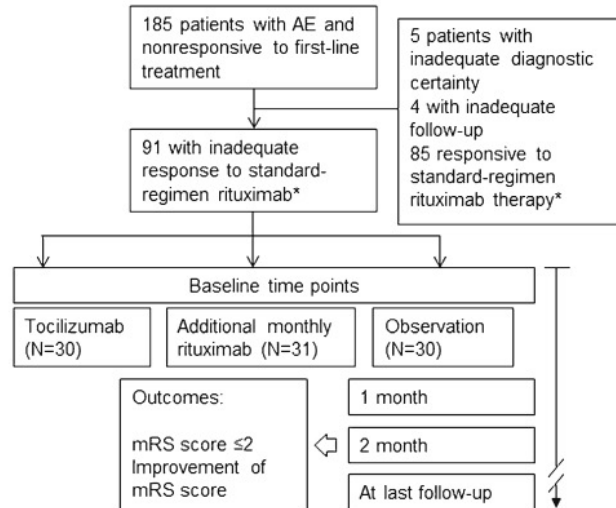 185 patients with AE and
nonresponsive to first-line
treatment
5 patients with
inadequate diagnostic
certainty
4 with inadequate
follow-up
85 responsive to
standard-regimen
rituximab therapy*
91 with inadequate
response to standard-
regimen rituximab*
Baseline time points
Tocilizumab
(N=30)
Additional monthly
rituximab (N=31)
Observation
(N=30)
Outcomes:
mRS score ≤2
Improvement of
mRS score
1 month
2 month
At last follow-up